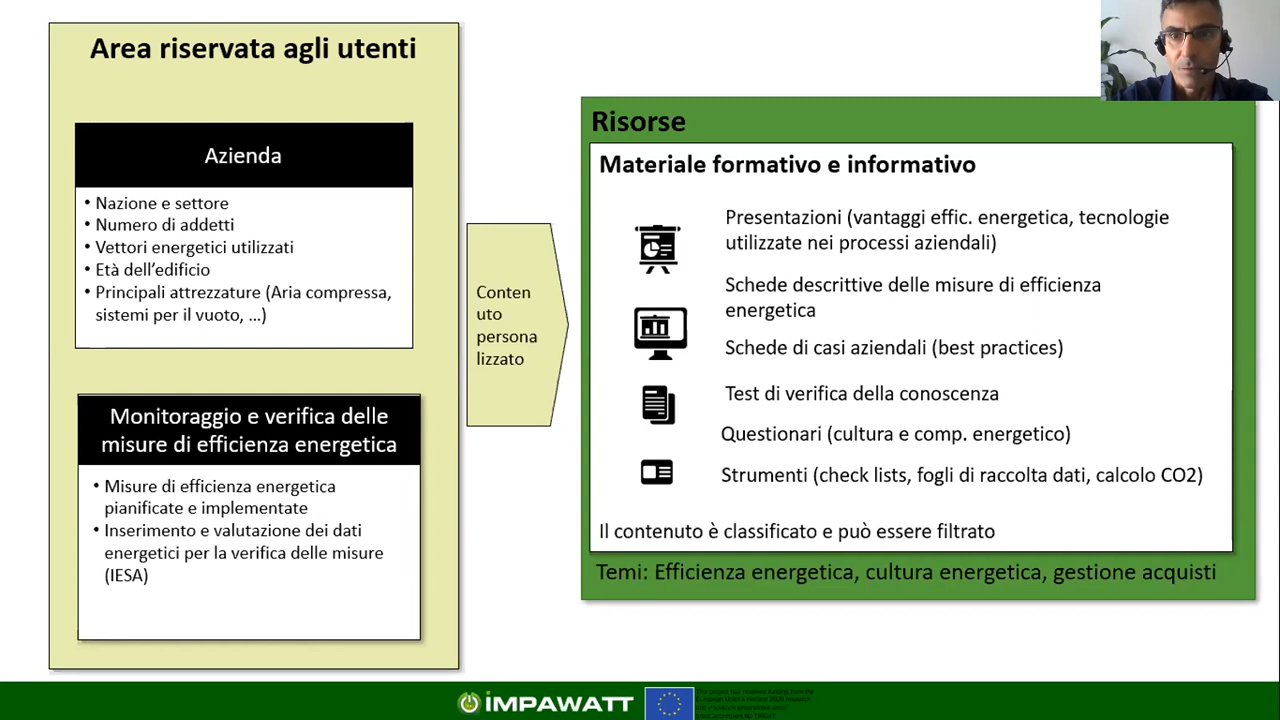 Area riservata agli utenti
Azienda
• Nazione e settore
• Numero di addetti
• Vettori energetici utilizzati
• Età dell'edificio
• Principali attrezzature (Aria compressa,
sistemi per il vuoto, ...)
Monitoraggio e verifica delle
misure di efficienza energetica
• Misure di efficienza energetica
pianificate e implementate
• Inserimento e valutazione dei dati
energetici per la verifica delle misure
(IESA)
Conten
uto
persona
lizzato
Risorse
Materiale formativo e informativo
Presentazioni (vantaggi effic. energetica, tecnologie
utilizzate nei processi aziendali)
Schede descrittive delle misure di efficienza
energetica
Schede di casi aziendali (best practices)
Test di verifica della conoscenza
Questionari (cultura e comp. energetico)
Strumenti (check lists, fogli di raccolta dati, calcolo CO2)
Il contenuto è classificato e può essere filtrato
Temi: Efficienza energetica, cultura energetica, gestione acquisti
IMPAWATT